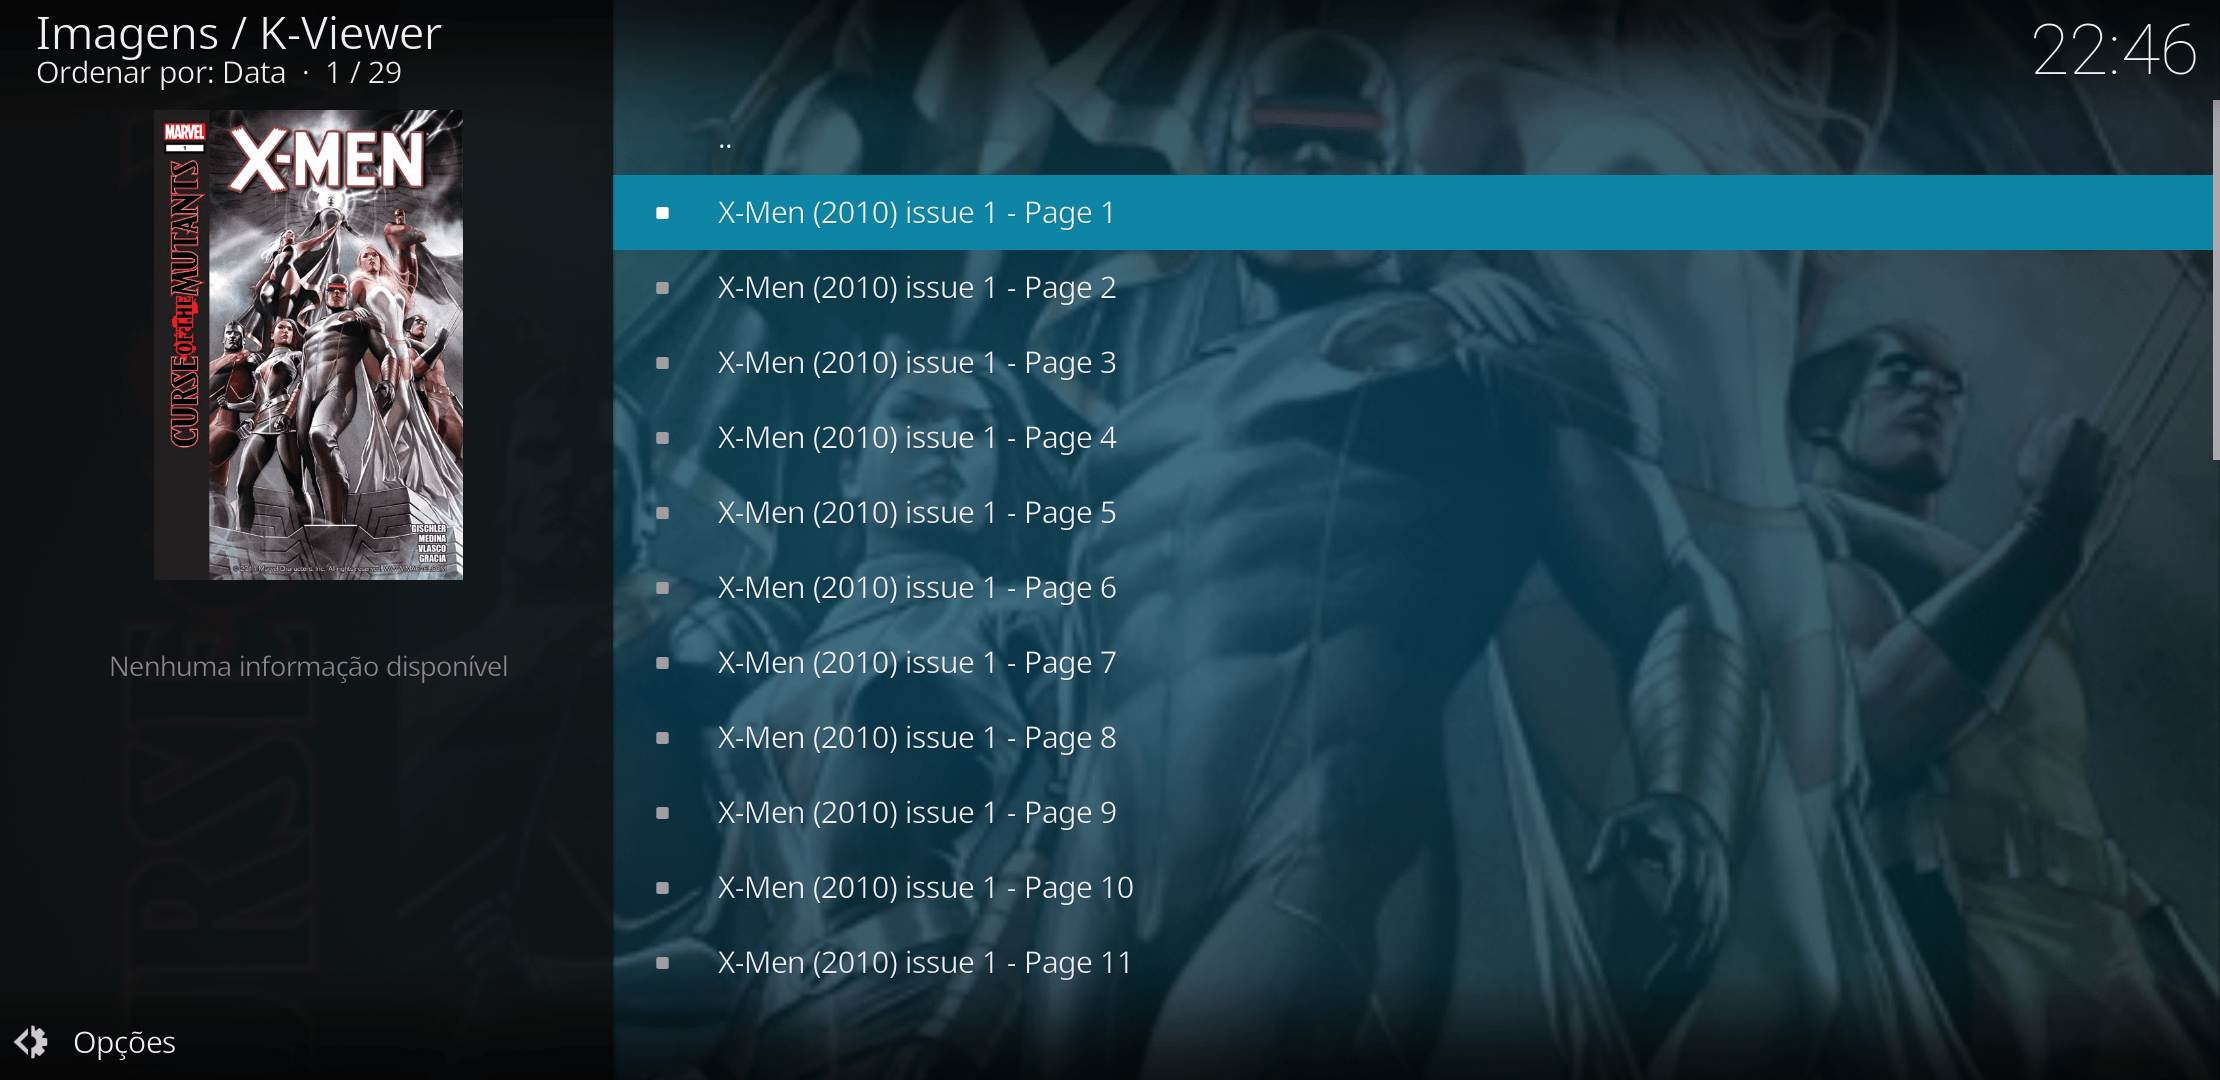 Imagens / K-Viewer
Ordenar por: Data · 1 / 29
22:46
MARVEL
1
X-MEN
CURSE OF THE MUTANTS
GISCHLER
MEDINA
VLASCO
GRACIA
Nenhuma informação disponível
..
X-Men (2010) issue 1 - Page 1
X-Men (2010) issue 1 - Page 2
X-Men (2010) issue 1 - Page 3
X-Men (2010) issue 1 - Page 4
X-Men (2010) issue 1 - Page 5
X-Men (2010) issue 1 - Page 6
X-Men (2010) issue 1 - Page 7
X-Men (2010) issue 1 - Page 8
X-Men (2010) issue 1 - Page 9
X-Men (2010) issue 1 - Page 10
X-Men (2010) issue 1 - Page 11
Opções